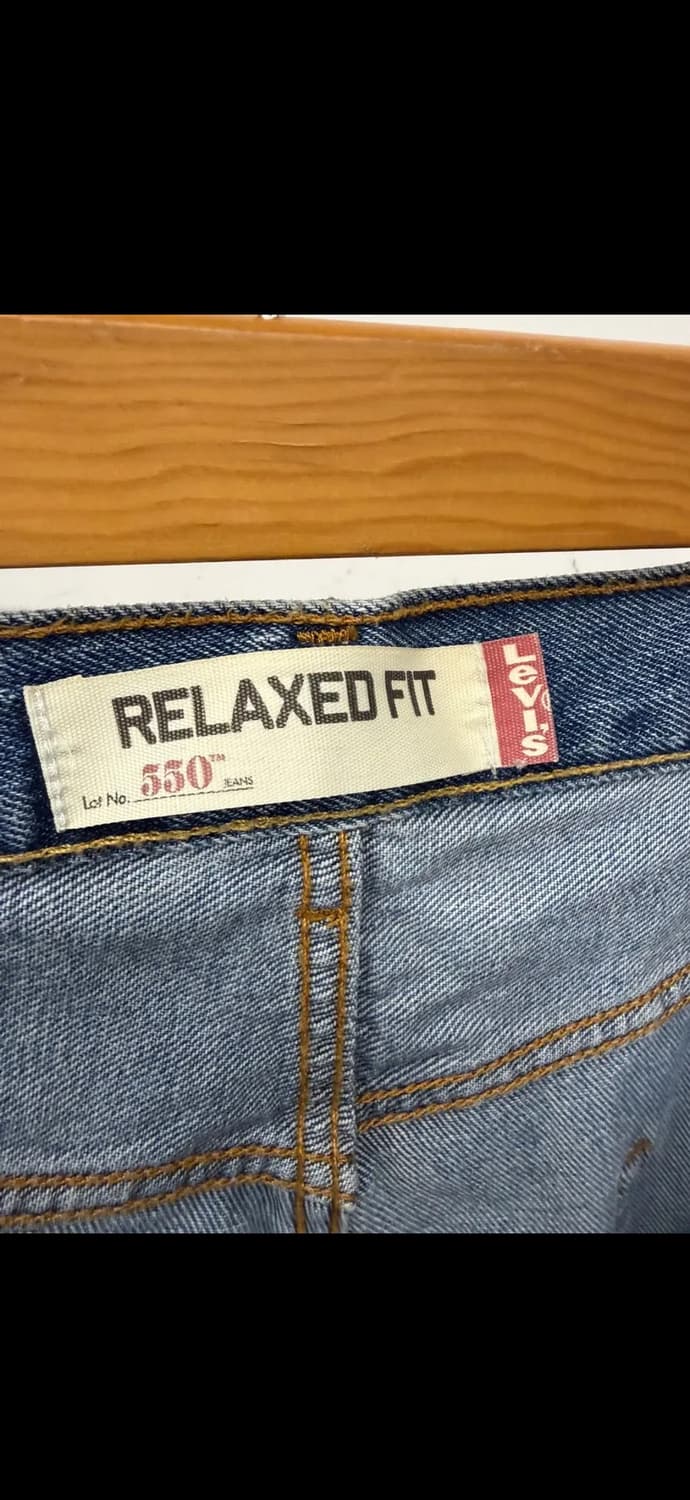 RELAXED FIT
Lot No. 550™ JEANS
Levi's